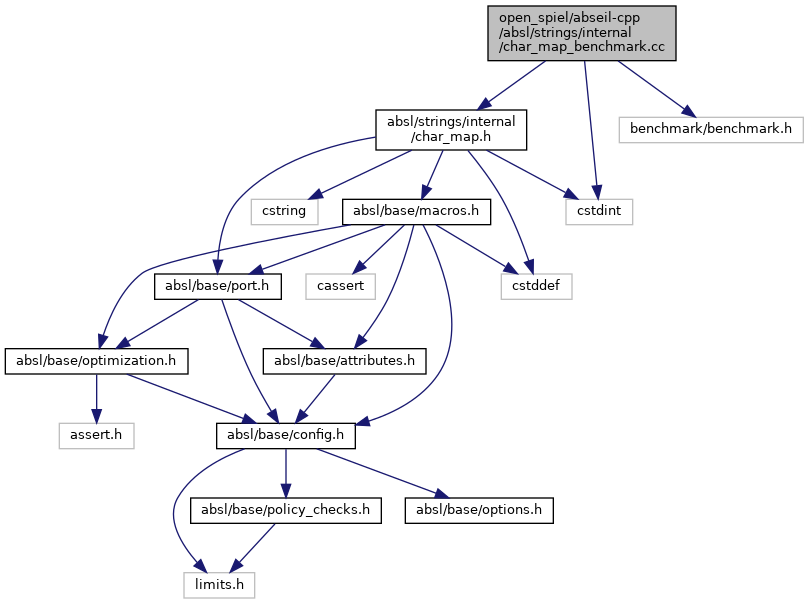 open_spiel/abseil-cpp
/absl/strings/internal
/char_map_benchmark.cc
absl/strings/internal
/char_map.h
benchmark/benchmark.h
cstring
absl/base/macros.h
cstdint
absl/base/port.h
cassert
cstddef
absl/base/optimization.h
absl/base/attributes.h
assert.h
absl/base/config.h
absl/base/policy_checks.h
absl/base/options.h
limits.h